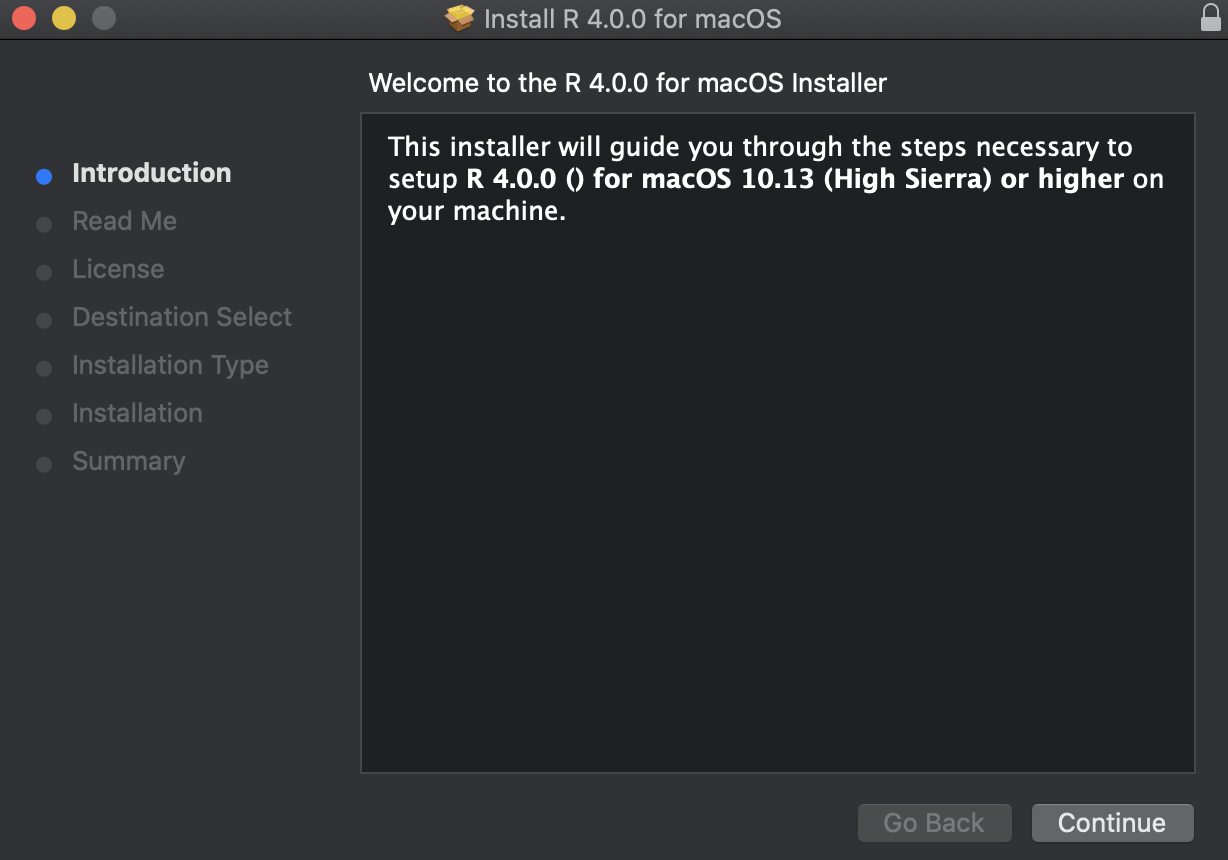 Install R 4.0.0 for macOS
Welcome to the R 4.0.0 for macOS Installer
Introduction
Read Me
License
Destination Select
Installation Type
Installation
Summary
This installer will guide you through the steps necessary to
setup R 4.0.0 () for macOS 10.13 (High Sierra) or higher on
your machine.
Go Back
Continue